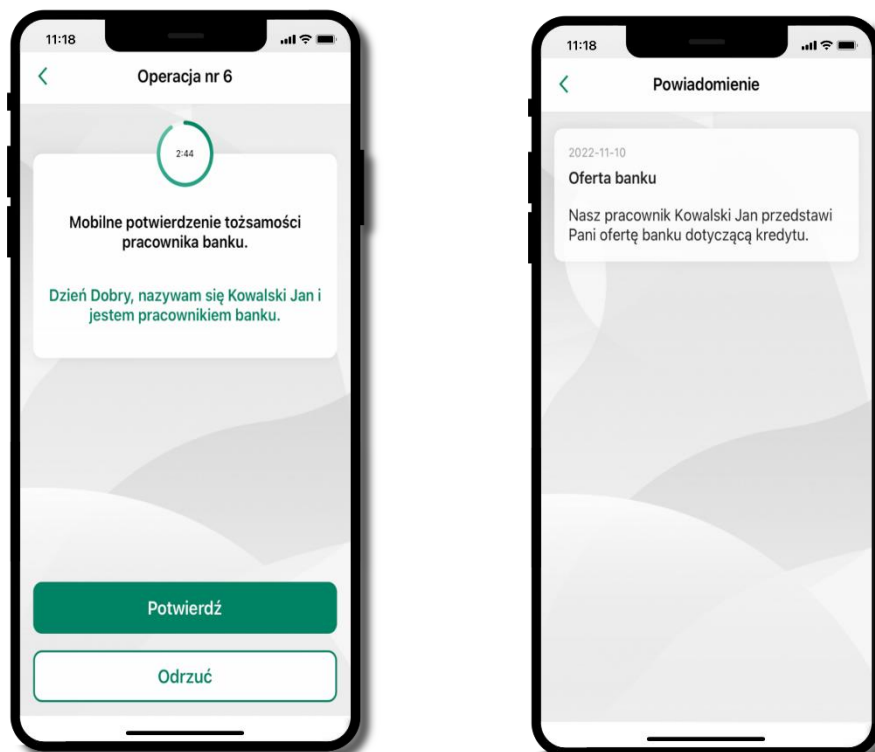 11:18
Operacja nr 6
2:44
Mobilne potwierdzenie tożsamości
pracownika banku.
Dzień Dobry, nazywam się Kowalski Jan i
jestem pracownikiem banku.
Potwierdź
Odrzuć
11:18
Powiadomienie
2022-11-10
Oferta banku
Nasz pracownik Kowalski Jan przedstawi
Pani ofertę banku dotyczącą kredytu.